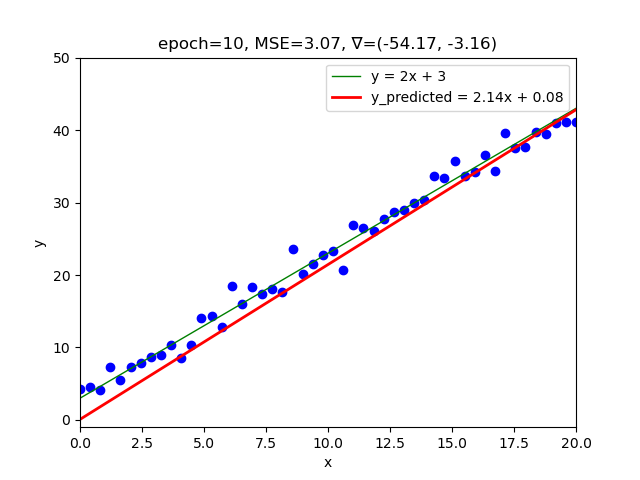 epoch=10, MSE=3.07, ∇=(-54.17, -3.16)
y = 2x + 3
y_predicted = 2.14x + 0.08
50
40
30
20
10
0
y
0.0 2.5 5.0 7.5 10.0 12.5 15.0 17.5 20.0
x